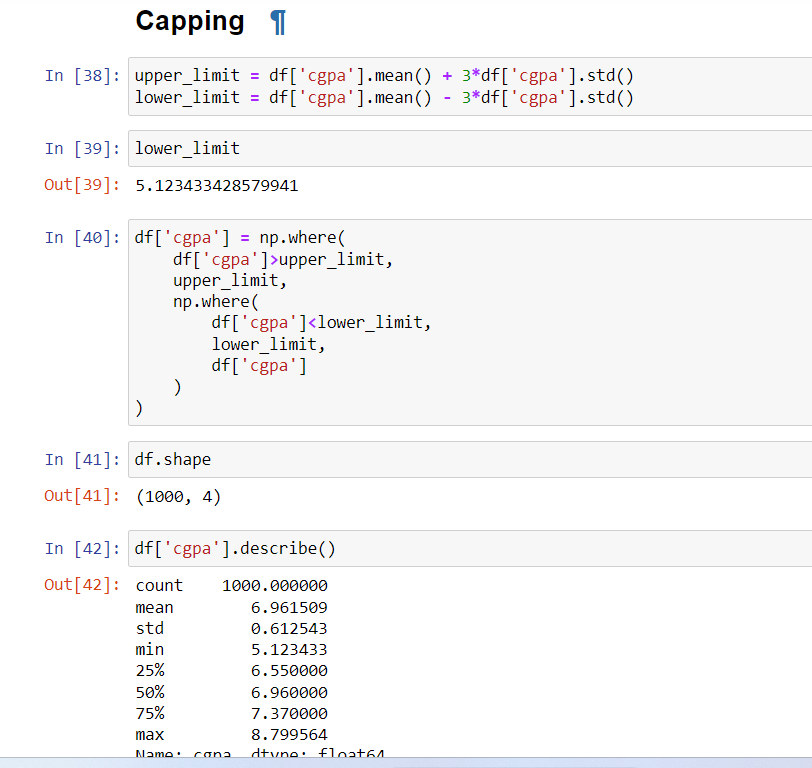 Capping ¶
In [38]: upper_limit = df['cgpa'].mean() + 3*df['cgpa'].std()
lower_limit = df['cgpa'].mean() - 3*df['cgpa'].std()
In [39]: lower_limit
Out[39]: 5.123433428579941
In [40]: df['cgpa'] = np.where(
    df['cgpa']>upper_limit,
    upper_limit,
    np.where(
        df['cgpa']<lower_limit,
        lower_limit,
        df['cgpa']
    )
)
In [41]: df.shape
Out[41]: (1000, 4)
In [42]: df['cgpa'].describe()
Out[42]: count    1000.000000
mean        6.961509
std         0.612543
min         5.123433
25%         6.550000
50%         6.960000
75%         7.370000
max         8.799564
Name: cgpa, dtype: float64